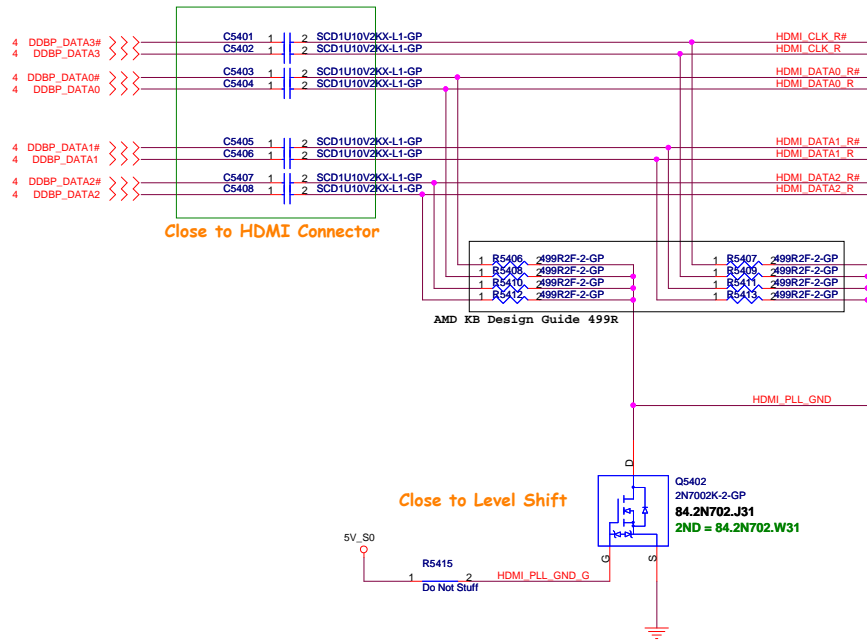 4 DDBP_DATA3# C5401 1 2 SCD1U10V2KX-L1-GP HDMI_CLK_R#
4 DDBP_DATA3 C5402 1 2 SCD1U10V2KX-L1-GP HDMI_CLK_R
4 DDBP_DATA0# C5403 1 2 SCD1U10V2KX-L1-GP HDMI_DATA0_R#
4 DDBP_DATA0 C5404 1 2 SCD1U10V2KX-L1-GP HDMI_DATA0_R
4 DDBP_DATA1# C5405 1 2 SCD1U10V2KX-L1-GP HDMI_DATA1_R#
4 DDBP_DATA1 C5406 1 2 SCD1U10V2KX-L1-GP HDMI_DATA1_R
4 DDBP_DATA2# C5407 1 2 SCD1U10V2KX-L1-GP HDMI_DATA2_R#
4 DDBP_DATA2 C5408 1 2 SCD1U10V2KX-L1-GP HDMI_DATA2_R
Close to HDMI Connector
1 R5406 2 499R2F-2-GP 1 R5407 2 499R2F-2-GP
1 R5408 2 499R2F-2-GP 1 R5409 2 499R2F-2-GP
1 R5410 2 499R2F-2-GP 1 R5411 2 499R2F-2-GP
1 R5412 2 499R2F-2-GP 1 R5413 2 499R2F-2-GP
AMD KB Design Guide 499R
HDMI_PLL_GND
D
Q5402
2N7002K-2-GP
84.2N702.J31
2ND = 84.2N702.W31
Close to Level Shift
G S
5V_S0
R5415
1 2 HDMI_PLL_GND_G
Do Not Stuff